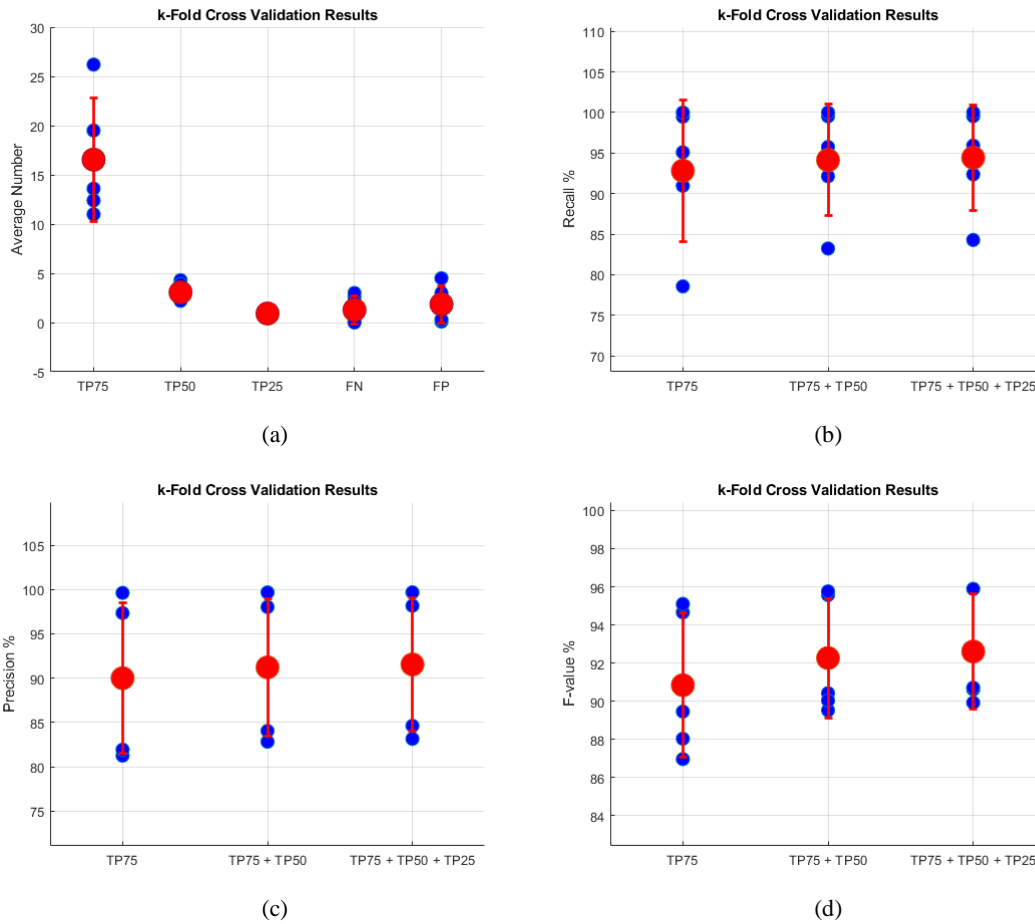 k-Fold Cross Validation Results
30
25
20
15
10
5
0
-5
Average Number
TP75 TP50 TP25 FN FP
(a)
k-Fold Cross Validation Results
110
105
100
95
90
85
80
75
70
Recall %
TP75 TP75 + TP50 TP75 + TP50 + TP25
(b)
k-Fold Cross Validation Results
105
100
95
90
85
80
75
Precision %
TP75 TP75 + TP50 TP75 + TP50 + TP25
(c)
k-Fold Cross Validation Results
100
98
96
94
92
90
88
86
84
F-value %
TP75 TP75 + TP50 TP75 + TP50 + TP25
(d)